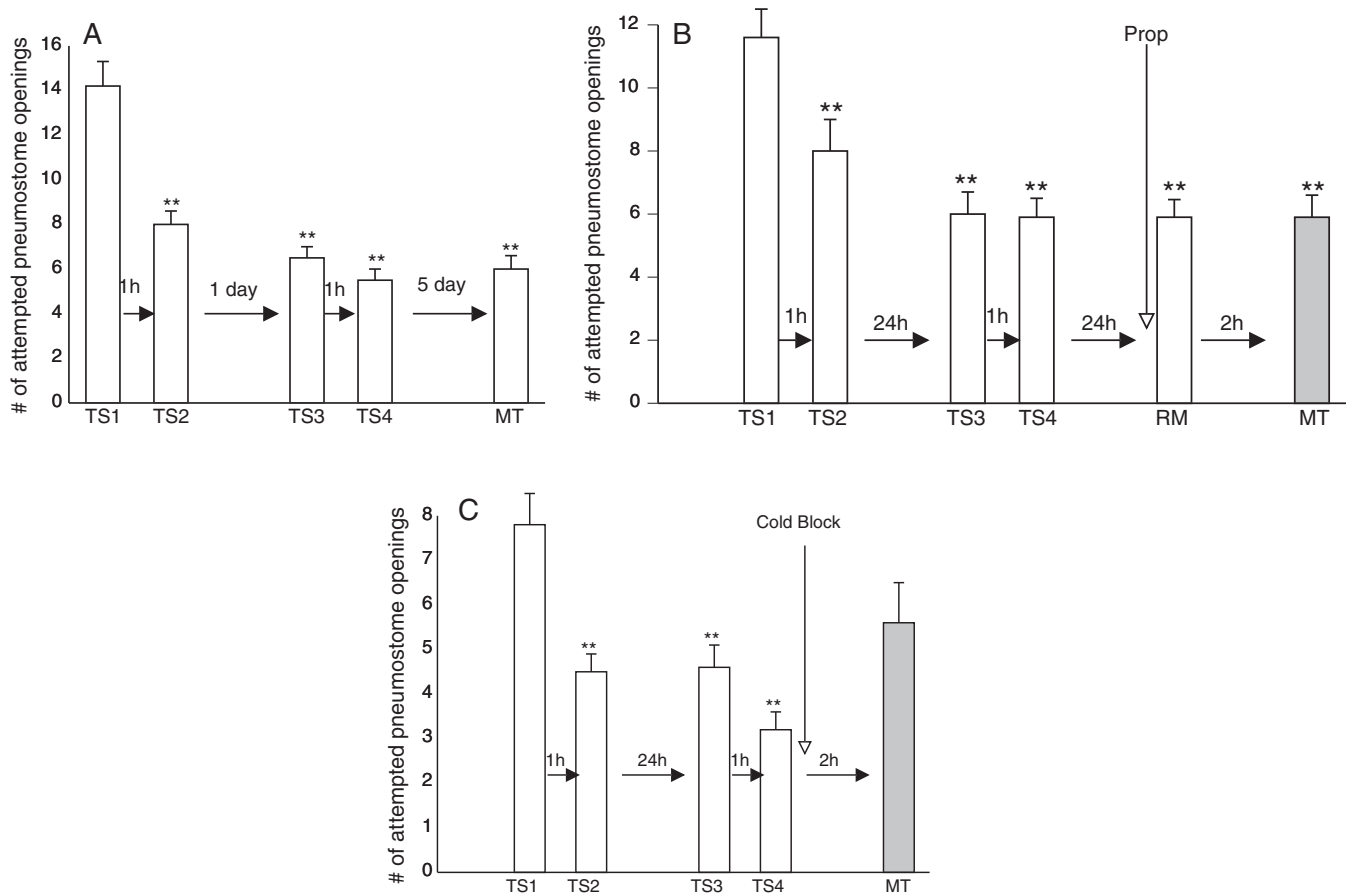 A
# of attempted pneumostome openings
16
14
12
10
8
6
4
2
0
**
**
**
**
1h
1 day
1h
5 day
TS1 TS2 TS3 TS4 MT
B
# of attempted pneumostome openings
12
10
8
6
4
2
0
Prop
**
**
**
**
**
1h
24h
1h
24h
2h
TS1 TS2 TS3 TS4 RM MT
C
# of attempted pneumostome openings
8
7
6
5
4
3
2
1
0
Cold Block
**
**
**
1h
24h
1h
2h
TS1 TS2 TS3 TS4 MT